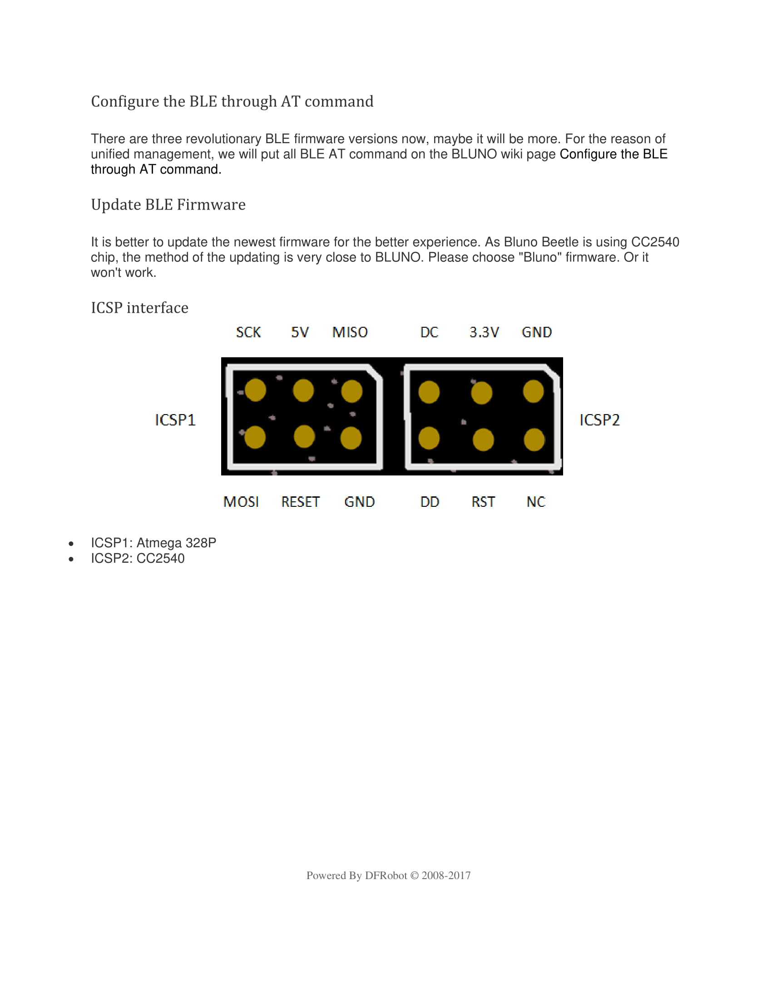 Configure the BLE through AT command
There are three revolutionary BLE firmware versions now, maybe it will be more. For the reason of
unified management, we will put all BLE AT command on the BLUNO wiki page Configure the BLE
through AT command.
Update BLE Firmware
It is better to update the newest firmware for the better experience. As Bluno Beetle is using CC2540
chip, the method of the updating is very close to BLUNO. Please choose "Bluno" firmware. Or it
won't work.
ICSP interface
SCK 5V MISO DC 3.3V GND
ICSP1 ICSP2
MOSI RESET GND DD RST NC
• ICSP1: Atmega 328P
• ICSP2: CC2540
Powered By DFRobot © 2008-2017